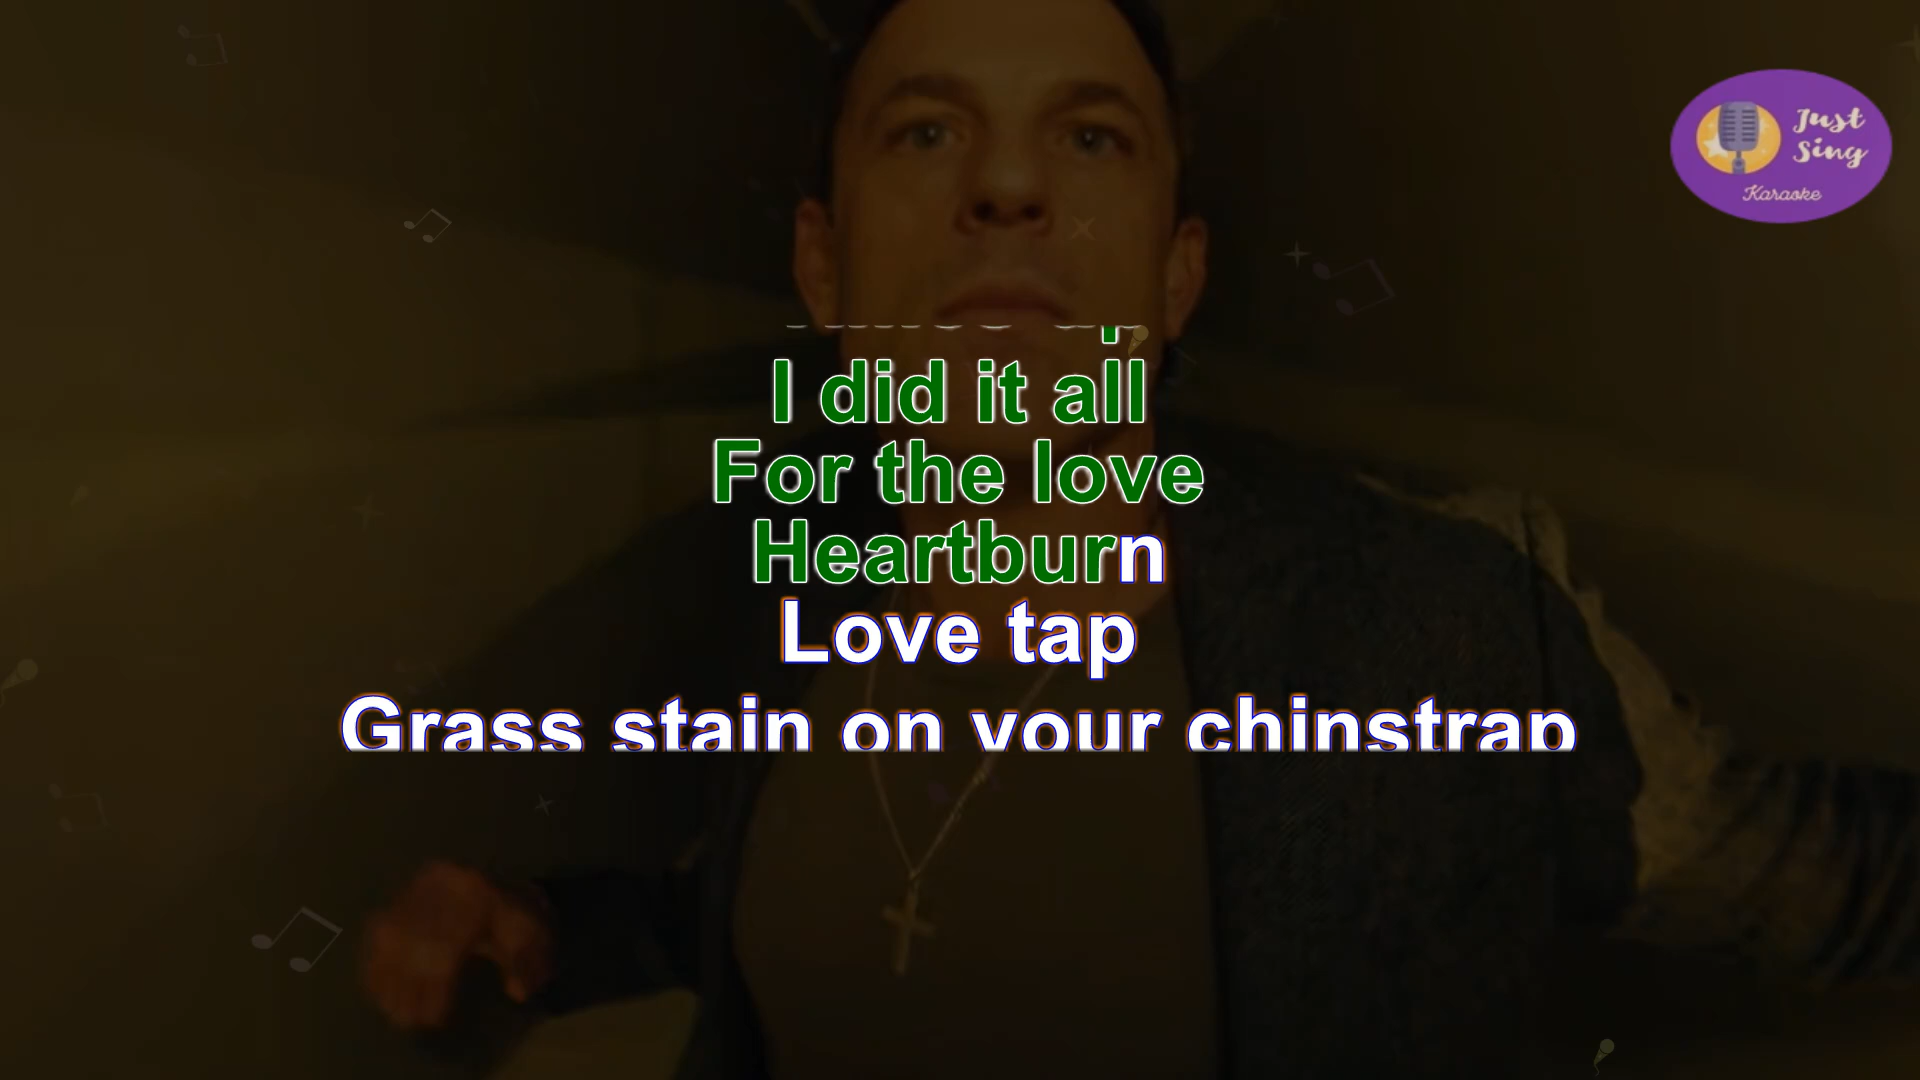 Just
Sing
Karaoke
I did it all
For the love
Heartburn
Love tap
Grass stain on your chinstrap